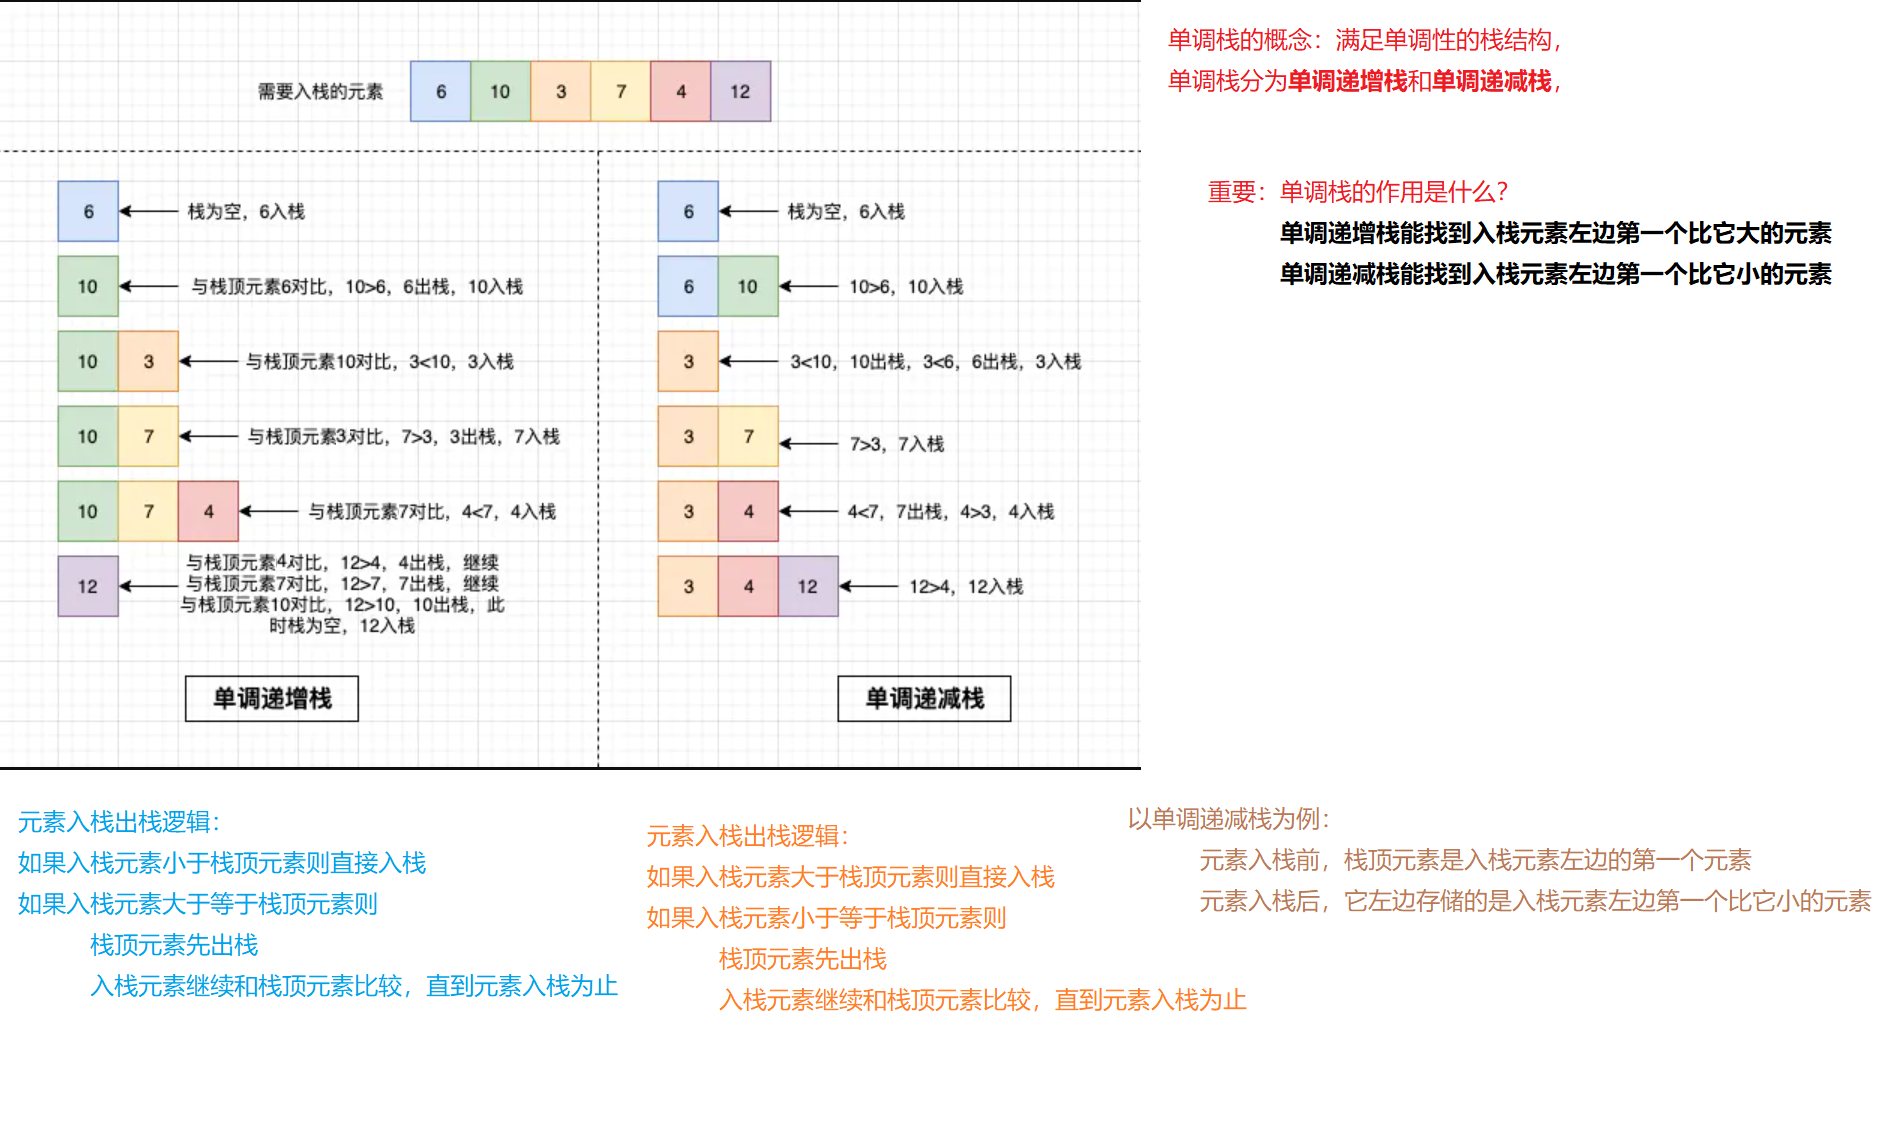 需要入栈的元素
6 10 3 7 4 12
6 栈为空，6入栈
10 与栈顶元素6对比，10>6，6出栈，10入栈
10 3 与栈顶元素10对比，3<10，3入栈
10 7 与栈顶元素3对比，7>3，3出栈，7入栈
10 7 4 与栈顶元素7对比，4<7，4入栈
与栈顶元素4对比，12>4，4出栈，继续
12 与栈顶元素7对比，12>7，7出栈，继续
与栈顶元素10对比，12>10，10出栈，此
时栈为空，12入栈
单调递增栈
6 栈为空，6入栈
6 10 10>6，10入栈
3 3<10，10出栈，3<6，6出栈，3入栈
3 7 7>3，7入栈
3 4 4<7，7出栈，4>3，4入栈
3 4 12 12>4，12入栈
单调递减栈
单调栈的概念：满足单调性的栈结构，
单调栈分为单调递增栈和单调递减栈，
重要：单调栈的作用是什么？
单调递增栈能找到入栈元素左边第一个比它大的元素
单调递减栈能找到入栈元素左边第一个比它小的元素
元素入栈出栈逻辑：
如果入栈元素小于栈顶元素则直接入栈
如果入栈元素大于等于栈顶元素则
栈顶元素先出栈
入栈元素继续和栈顶元素比较，直到元素入栈为止
元素入栈出栈逻辑：
如果入栈元素大于栈顶元素则直接入栈
如果入栈元素小于等于栈顶元素则
栈顶元素先出栈
入栈元素继续和栈顶元素比较，直到元素入栈为止
以单调递减栈为例：
元素入栈前，栈顶元素是入栈元素左边的第一个元素
元素入栈后，它左边存储的是入栈元素左边第一个比它小的元素